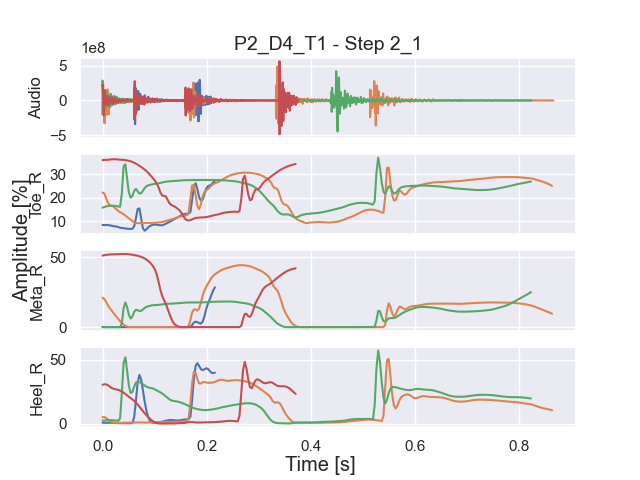 P2_D4_T1 - Step 2_1
1e8
5
0
−5
Audio
30
20
10
Toe_R
Amplitude [%]
50
0
Meta_R
50
0
Heel_R
0.0 0.2 0.4 0.6 0.8
Time [s]